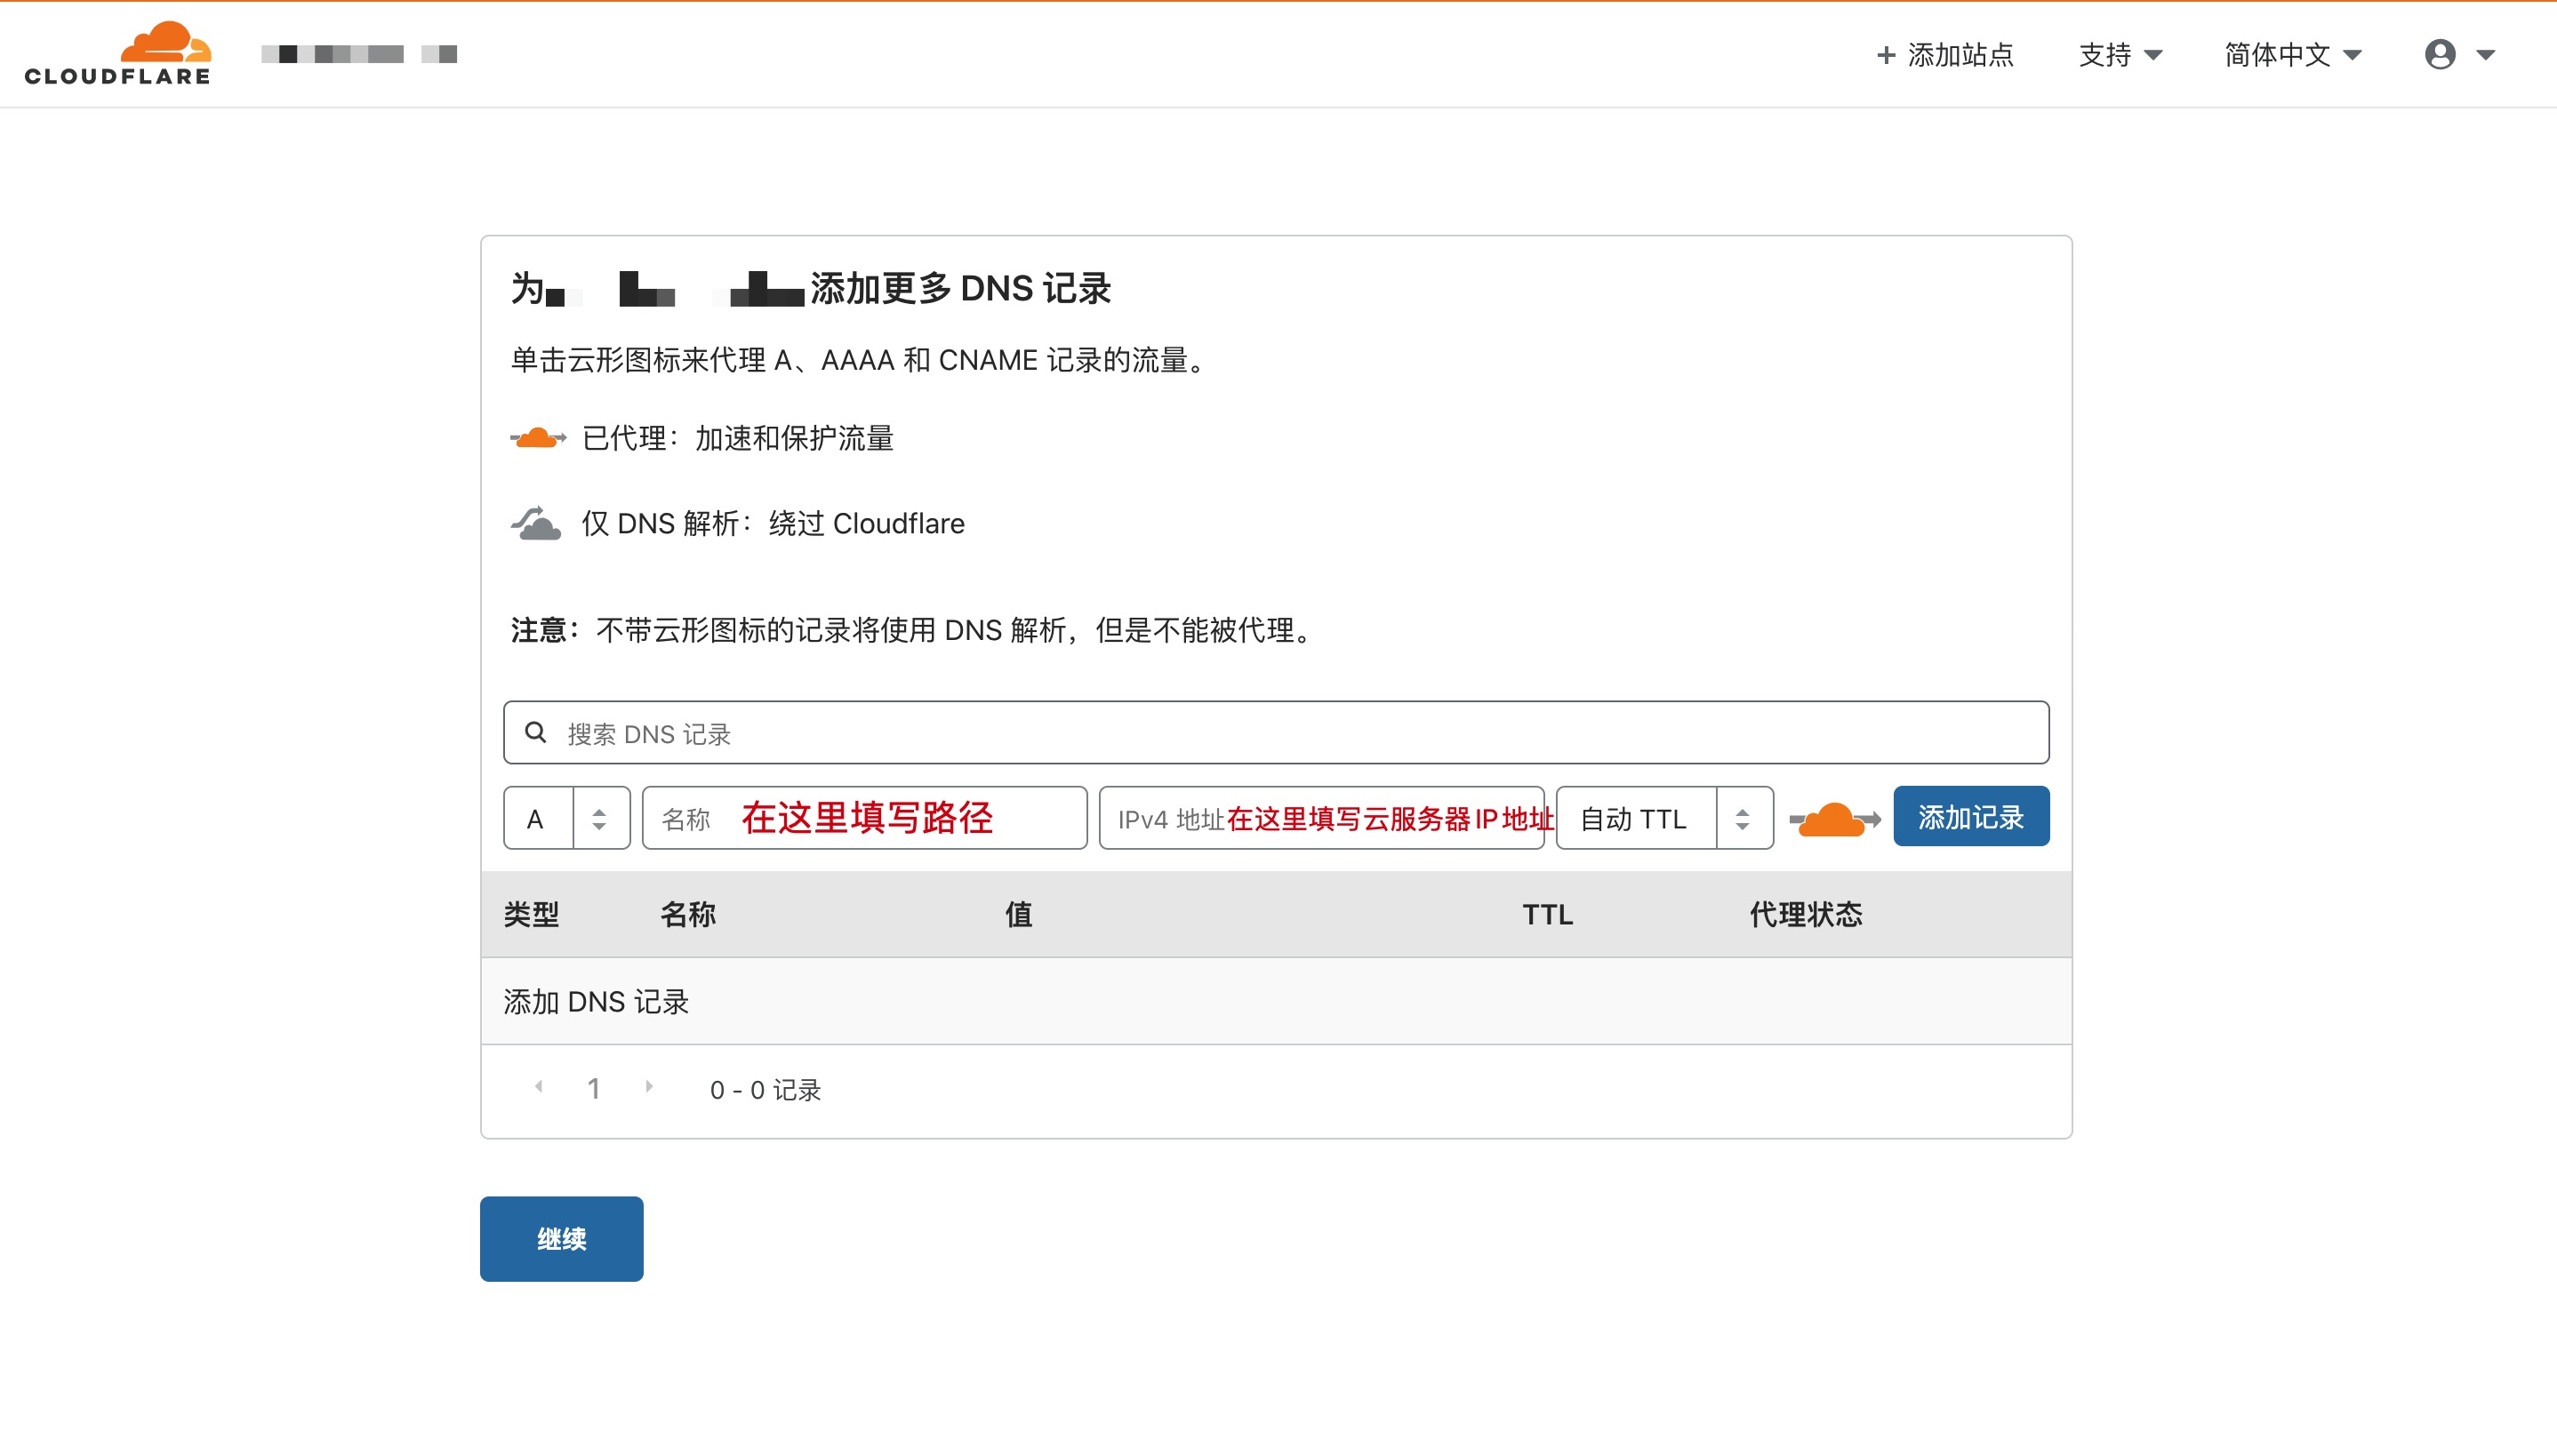 CLOUDFLARE
+ 添加站点 支持 简体中文
为 添加更多 DNS 记录
单击云形图标来代理 A、AAAA 和 CNAME 记录的流量。
已代理：加速和保护流量
仅 DNS 解析：绕过 Cloudflare
注意：不带云形图标的记录将使用 DNS 解析，但是不能被代理。
搜索 DNS 记录
A 名称 在这里填写路径 IPv4 地址在这里填写云服务器IP地址 自动 TTL 添加记录
类型 名称 值 TTL 代理状态
添加 DNS 记录
1 0 - 0 记录
继续